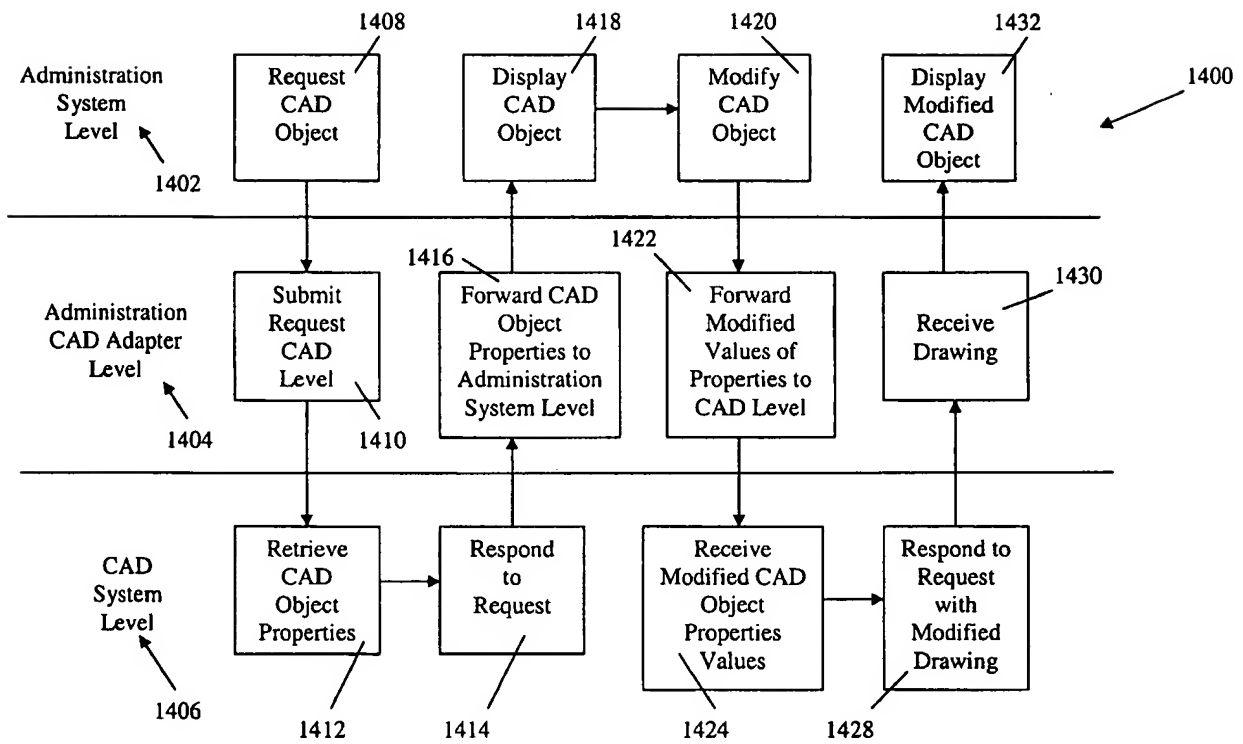 1408
1418
1420
1432
1400
Administration
System
Level
1402
Request
CAD
Object
Display
CAD
Object
Modify
CAD
Object
Display
Modified
CAD
Object
Administration
CAD Adapter
Level
1404
Submit
Request
CAD
Level
1410
1416
Forward CAD
Object
Properties to
Administration
System Level
1422
Forward
Modified
Values of
Properties to
CAD Level
1430
Receive
Drawing
CAD
System
Level
1406
Retrieve
CAD
Object
Properties
1412
Respond
to
Request
1414
Receive
Modified CAD
Object
Properties
Values
1424
Respond to
Request
with
Modified
Drawing
1428